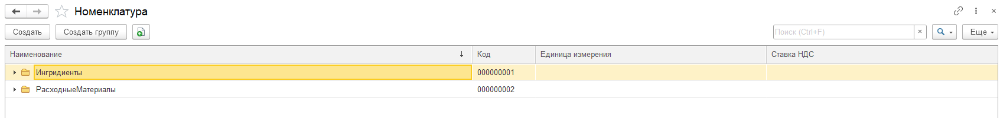 Номенклатура
Создать Создать группу Поиск (Ctrl+F) × Еще
Наименование ↓ Код Единица измерения Ставка НДС
Ингридиенты 000000001
РасходныеМатериалы 000000002